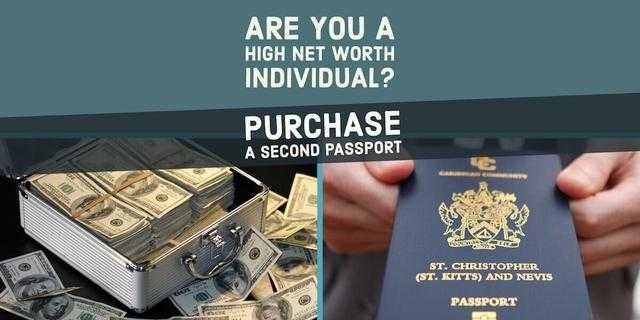 ARE YOU A
HIGH NET WORTH
INDIVIDUAL?
PURCHASE
A SECOND PASSPORT
CARIBBEAN COMMUNITY
ST. CHRISTOPHER
(ST. KITTS) AND NEVIS
PASSPORT